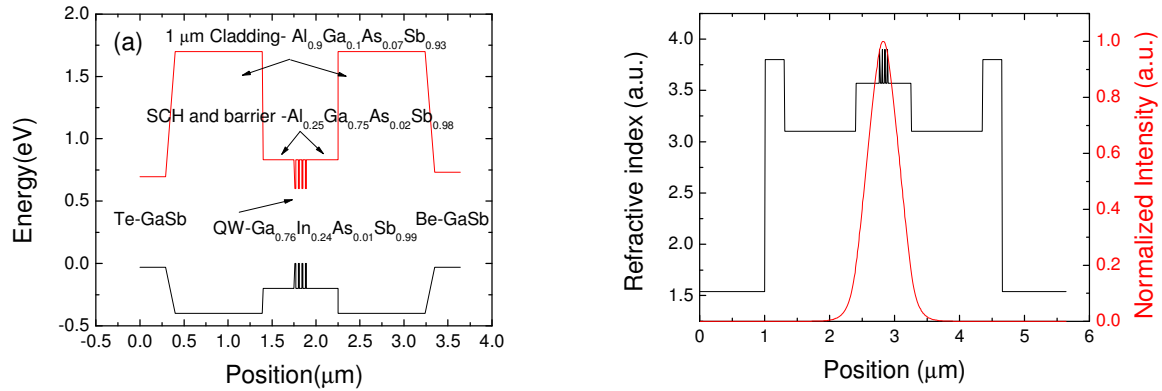 (a)
1 μm Cladding- Al0.9Ga0.1As0.07Sb0.93
SCH and barrier -Al0.25Ga0.75As0.02Sb0.98
Te-GaSb
Be-GaSb
QW-Ga0.76In0.24As0.01Sb0.99
Energy(eV)
2.0
1.5
1.0
0.5
0.0
-0.5
-0.5 0.0 0.5 1.0 1.5 2.0 2.5 3.0 3.5 4.0
Position(μm)
Refractive index (a.u.)
4.0
3.5
3.0
2.5
2.0
1.5
0 1 2 3 4 5 6
Position (μm)
1.0
0.8
0.6
0.4
0.2
0.0
Normalized Intensity (a.u.)